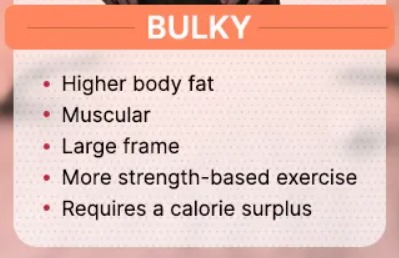 BULKY
• Higher body fat
• Muscular
• Large frame
• More strength-based exercise
• Requires a calorie surplus